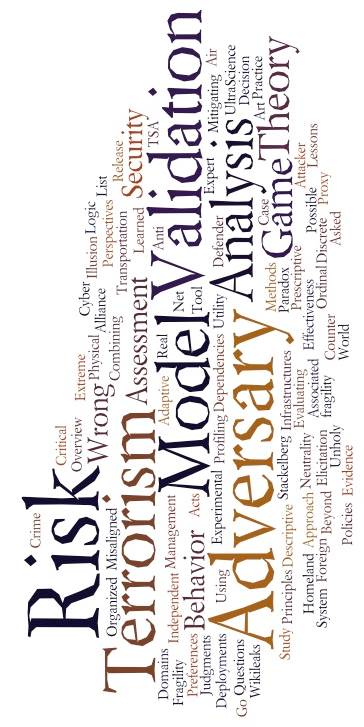 Risk
Crime
Critical
Overview
Extreme
Cyber
Illusion
Logic
List
Perspectives
Release
Security
TSA
Physical
Alliance
Transportation
Learned
Wrong
Combining
Assessment
Anti
Validation
Expert
Mitigating
Air
UltraScience
Decision
Art
Practice
Organized
Misaligned
Terrorism
Adaptive
Real
Net
Tool
Defender
Analysis
Case
Theory
Game
Attacker
Lessons
Independent
Management
Model
Utility
Dependencies
Profiling
Methods
Paradox
Prescriptive
Possible
Ordinal
Discrete
Proxy
Asked
Behavior
Acts
Experimental
Adversary
Infrastructures
Effectiveness
Counter
World
Domains
Fragility
Preferences
Judgments
Deployments
Using
Stackelberg
Descriptive
Principles
Study
Evaluating
Associated
fragility
Go
Questions
Wikileaks
Homeland
Approach
Neutrality
System
Foreign
Beyond
Elicitation
Unholy
Policies
Evidence